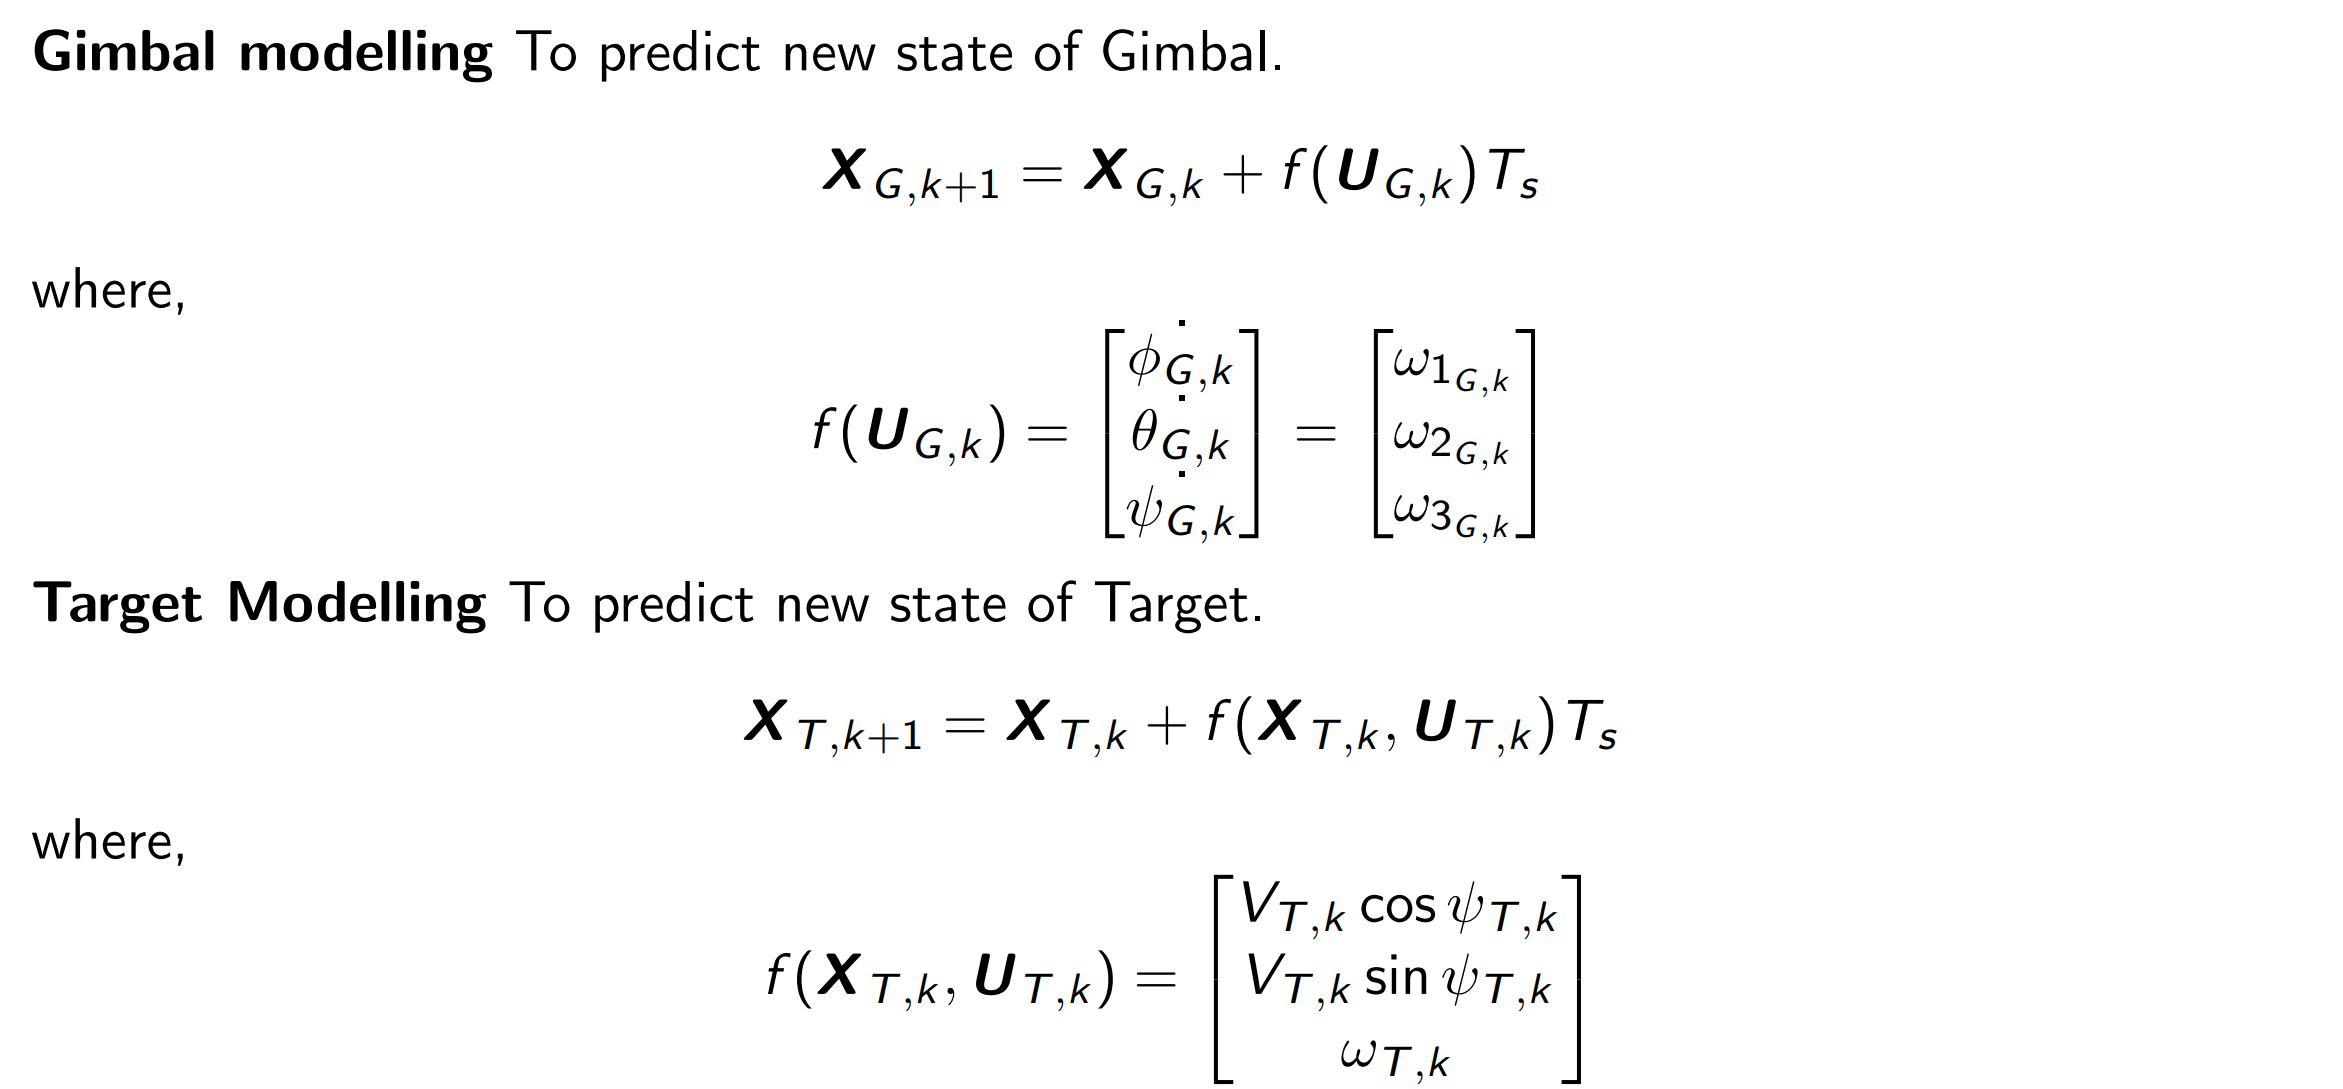 Gimbal modelling To predict new state of Gimbal.
$\boldsymbol{X}_{G,k+1} = \boldsymbol{X}_{G,k} + f(\boldsymbol{U}_{G,k})T_s$
where,
$f(\boldsymbol{U}_{G,k}) = \begin{bmatrix} \dot{\phi_{G,k}} \\ \dot{\theta_{G,k}} \\ \dot{\psi_{G,k}} \end{bmatrix} = \begin{bmatrix} \omega_{1_{G,k}} \\ \omega_{2_{G,k}} \\ \omega_{3_{G,k}} \end{bmatrix}$
Target Modelling To predict new state of Target.
$\boldsymbol{X}_{T,k+1} = \boldsymbol{X}_{T,k} + f(\boldsymbol{X}_{T,k}, \boldsymbol{U}_{T,k})T_s$
where,
$f(\boldsymbol{X}_{T,k}, \boldsymbol{U}_{T,k}) = \begin{bmatrix} V_{T,k} \cos \psi_{T,k} \\ V_{T,k} \sin \psi_{T,k} \\ \omega_{T,k} \end{bmatrix}$